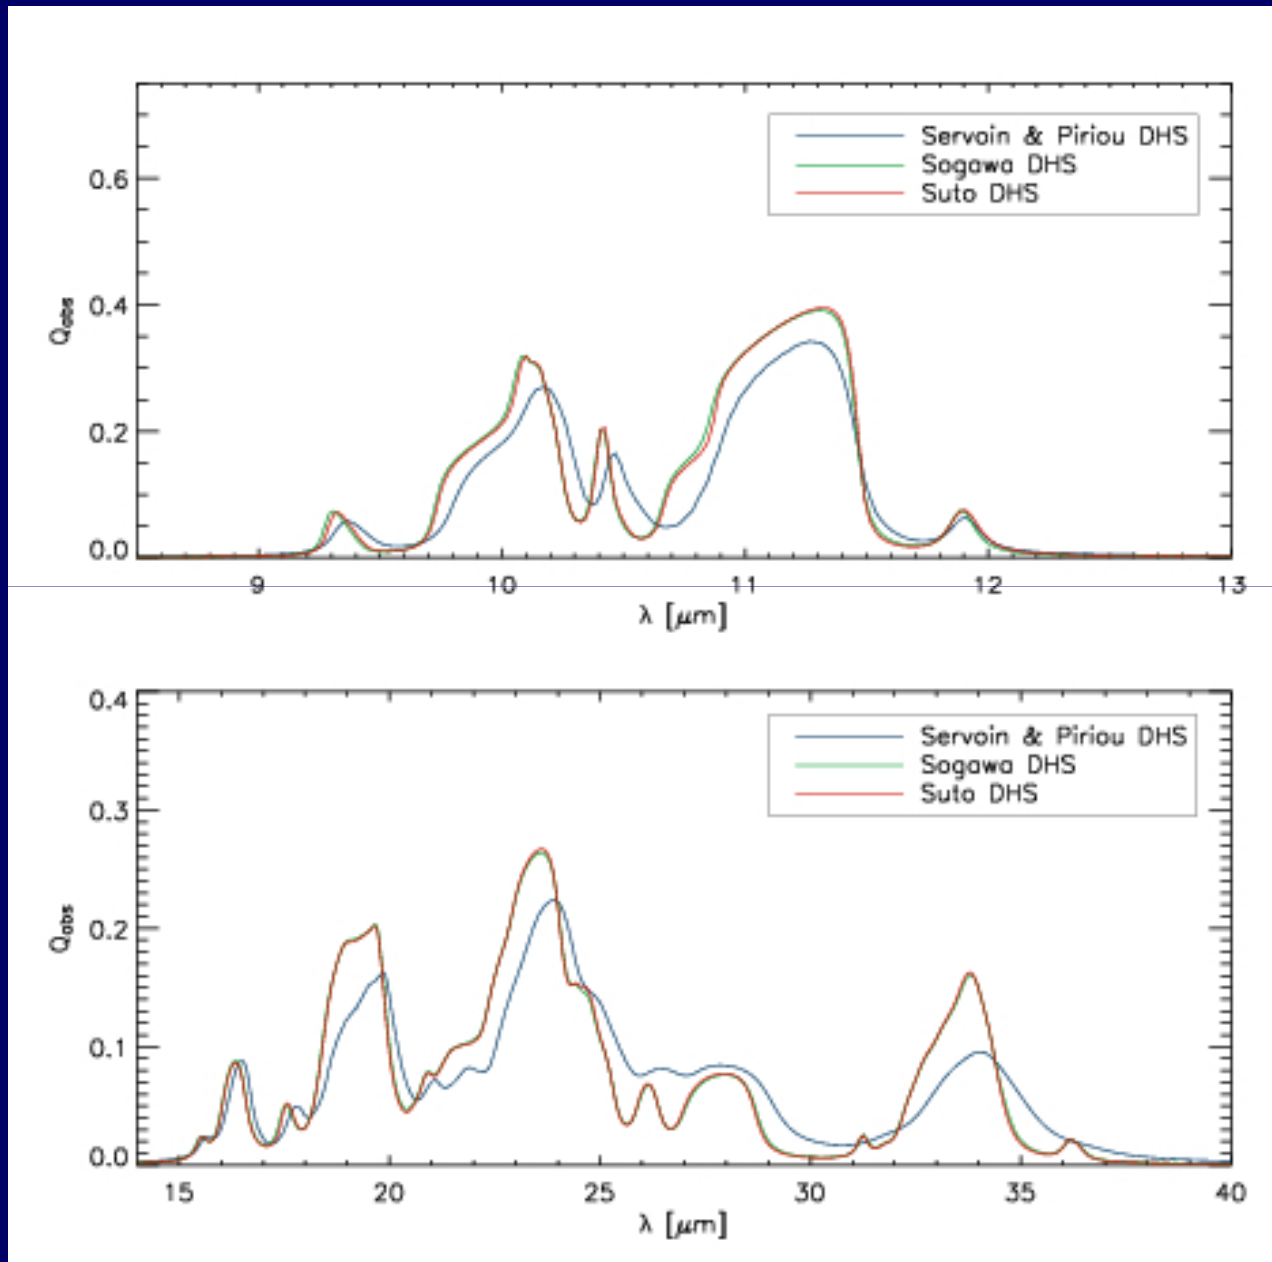 Servoin & Piriou DHS
Sogawa DHS
Suto DHS
Qabs
0.6
0.4
0.2
0.0
9 10 11 12 13
λ [μm]
Servoin & Piriou DHS
Sogawa DHS
Suto DHS
Qabs
0.4
0.3
0.2
0.1
0.0
15 20 25 30 35 40
λ [μm]